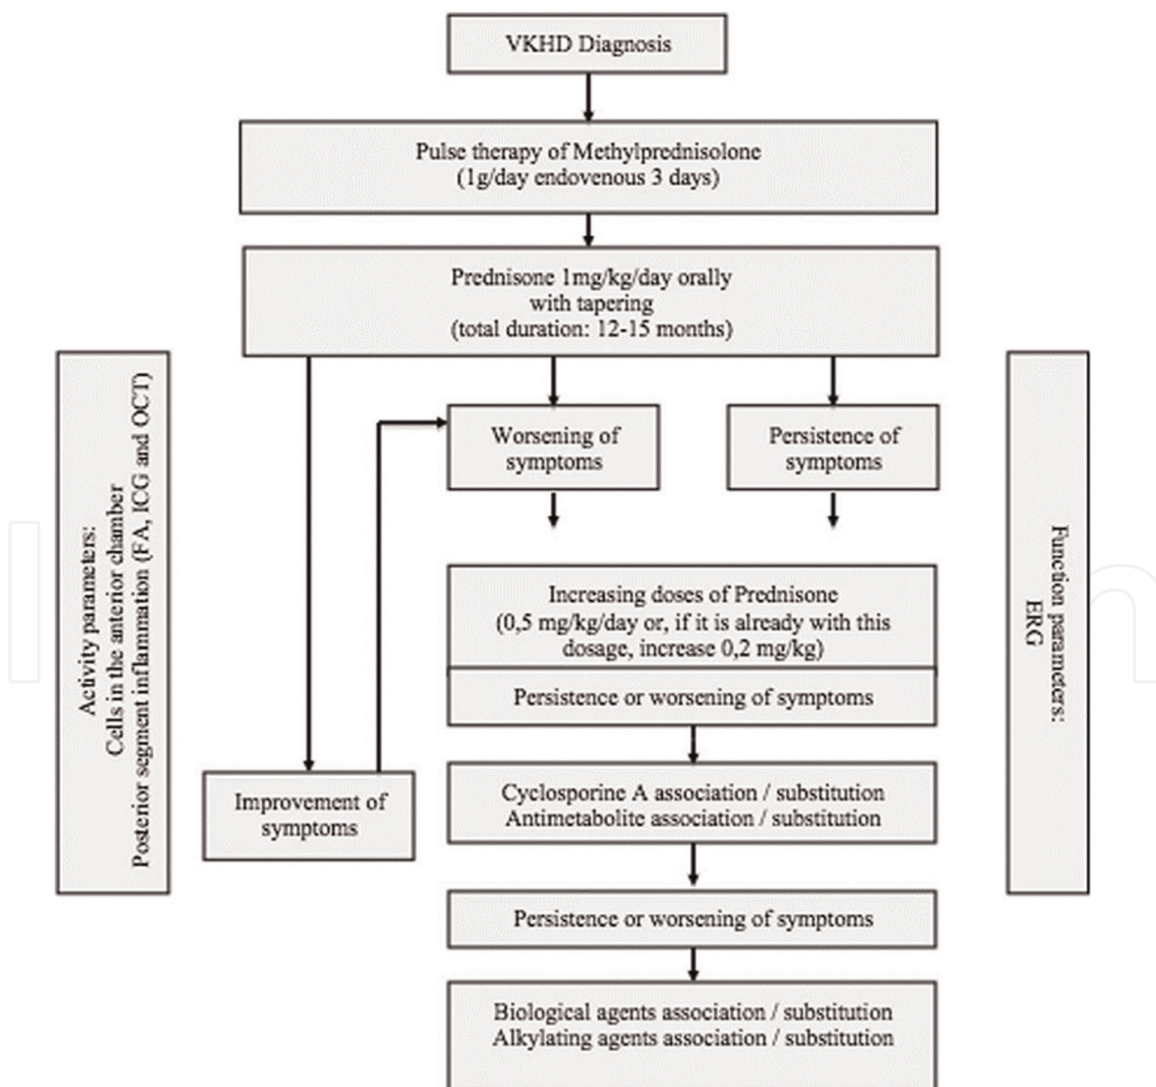 VKHD Diagnosis
Pulse therapy of Methylprednisolone
(1g/day endovenous 3 days)
Prednisone 1mg/kg/day orally
with tapering
(total duration: 12-15 months)
Activity parameters:
Cells in the anterior chamber
Posterior segment inflammation (FA, ICG and OCT)
Worsening of
symptoms
Persistence of
symptoms
Function parameters:
ERG
Increasing doses of Prednisone
(0,5 mg/kg/day or, if it is already with this
dosage, increase 0,2 mg/kg)
Persistence or worsening of symptoms
Improvement of
symptoms
Cyclosporine A association / substitution
Antimetabolite association / substitution
Persistence or worsening of symptoms
Biological agents association / substitution
Alkylating agents association / substitution